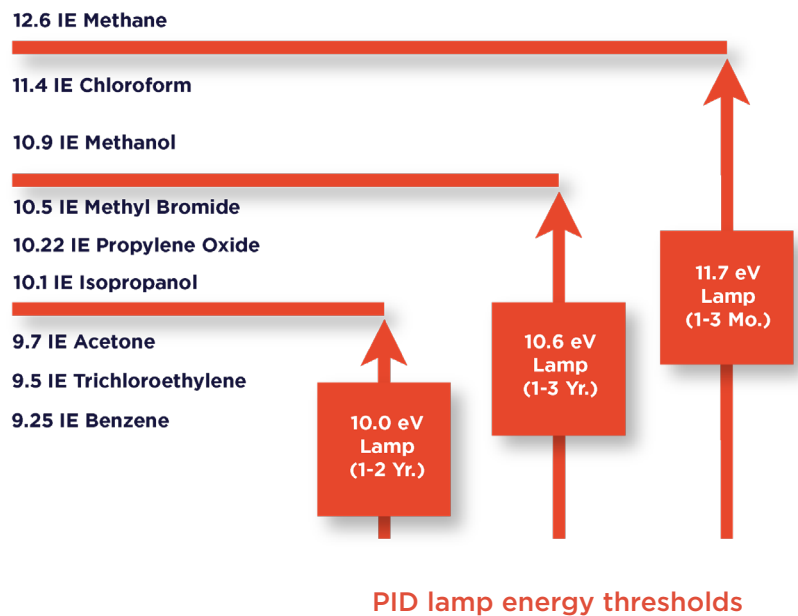 12.6 IE Methane
11.4 IE Chloroform
10.9 IE Methanol
10.5 IE Methyl Bromide
10.22 IE Propylene Oxide
10.1 IE Isopropanol
9.7 IE Acetone
9.5 IE Trichloroethylene
9.25 IE Benzene
10.0 eV
Lamp
(1-2 Yr.)
10.6 eV
Lamp
(1-3 Yr.)
11.7 eV
Lamp
(1-3 Mo.)
PID lamp energy thresholds